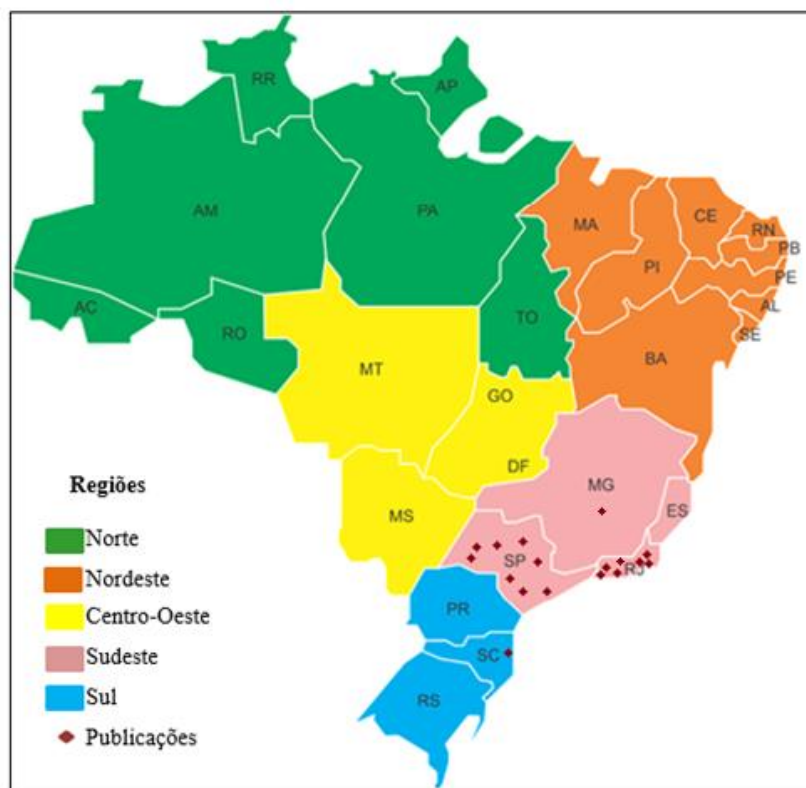 RR
AP
AM
PA
MA
CE
RN
PB
PI
PE
AC
AL
TO
SE
RO
BA
MT
GO
DF
MG
ES
MS
SP
RJ
PR
SC
RS
Regiões
Norte
Nordeste
Centro-Oeste
Sudeste
Sul
Publicações